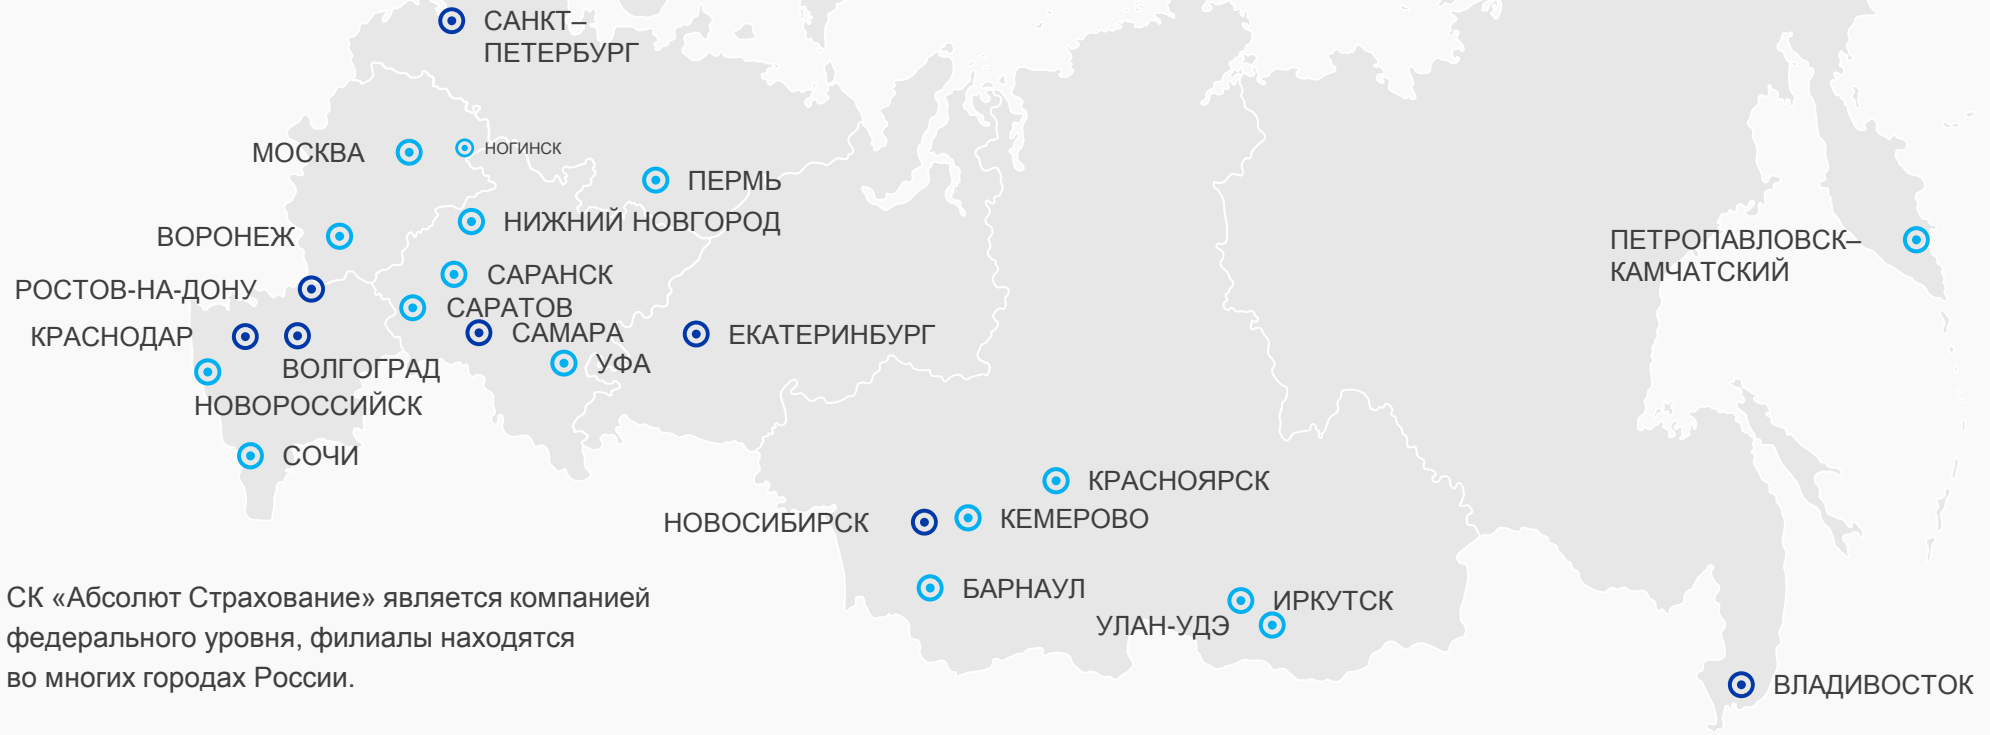 САНКТ–
ПЕТЕРБУРГ
МОСКВА
НОГИНСК
ПЕРМЬ
НИЖНИЙ НОВГОРОД
ВОРОНЕЖ
ПЕТРОПАВЛОВСК–
КАМЧАТСКИЙ
САРАНСК
РОСТОВ-НА-ДОНУ
САРАТОВ
КРАСНОДАР
САМАРА
ЕКАТЕРИНБУРГ
УФА
ВОЛГОГРАД
НОВОРОССИЙСК
СОЧИ
КРАСНОЯРСК
НОВОСИБИРСК
КЕМЕРОВО
БАРНАУЛ
ИРКУТСК
УЛАН-УДЭ
ВЛАДИВОСТОК
СК «Абсолют Страхование» является компанией
федерального уровня, филиалы находятся
во многих городах России.